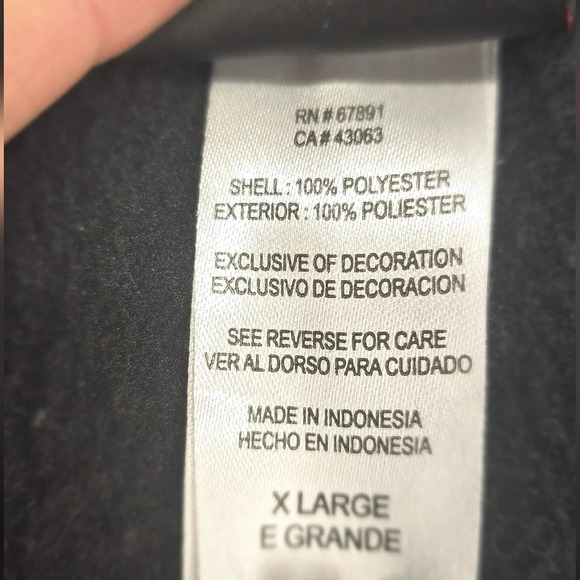 RN # 67891
CA# 43063
SHELL : 100% POLYESTER
EXTERIOR : 100% POLIESTER
EXCLUSIVE OF DECORATION
EXCLUSIVO DE DECORACION
SEE REVERSE FOR CARE
VER AL DORSO PARA CUIDADO
MADE IN INDONESIA
HECHO EN INDONESIA
X LARGE
E GRANDE